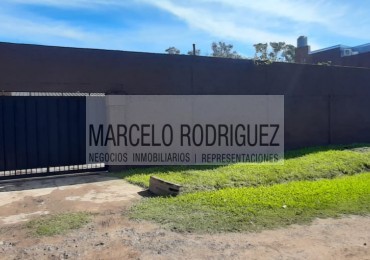 MARCELO RODRIGUEZ
NEGOCIOS INMOBILIARIOS | REPRESENTACIONES